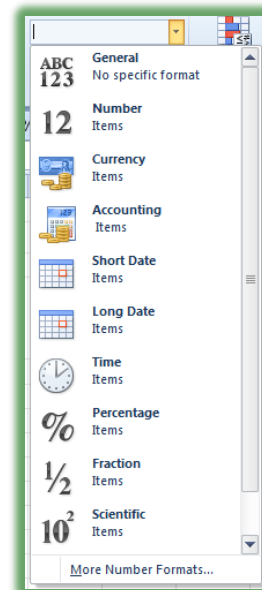 ABC
123
General
No specific format
12
Number
Items
Currency
Items
Accounting
Items
Short Date
Items
Long Date
Items
Time
Items
%
Percentage
Items
1/2
Fraction
Items
10²
Scientific
Items
More Number Formats...